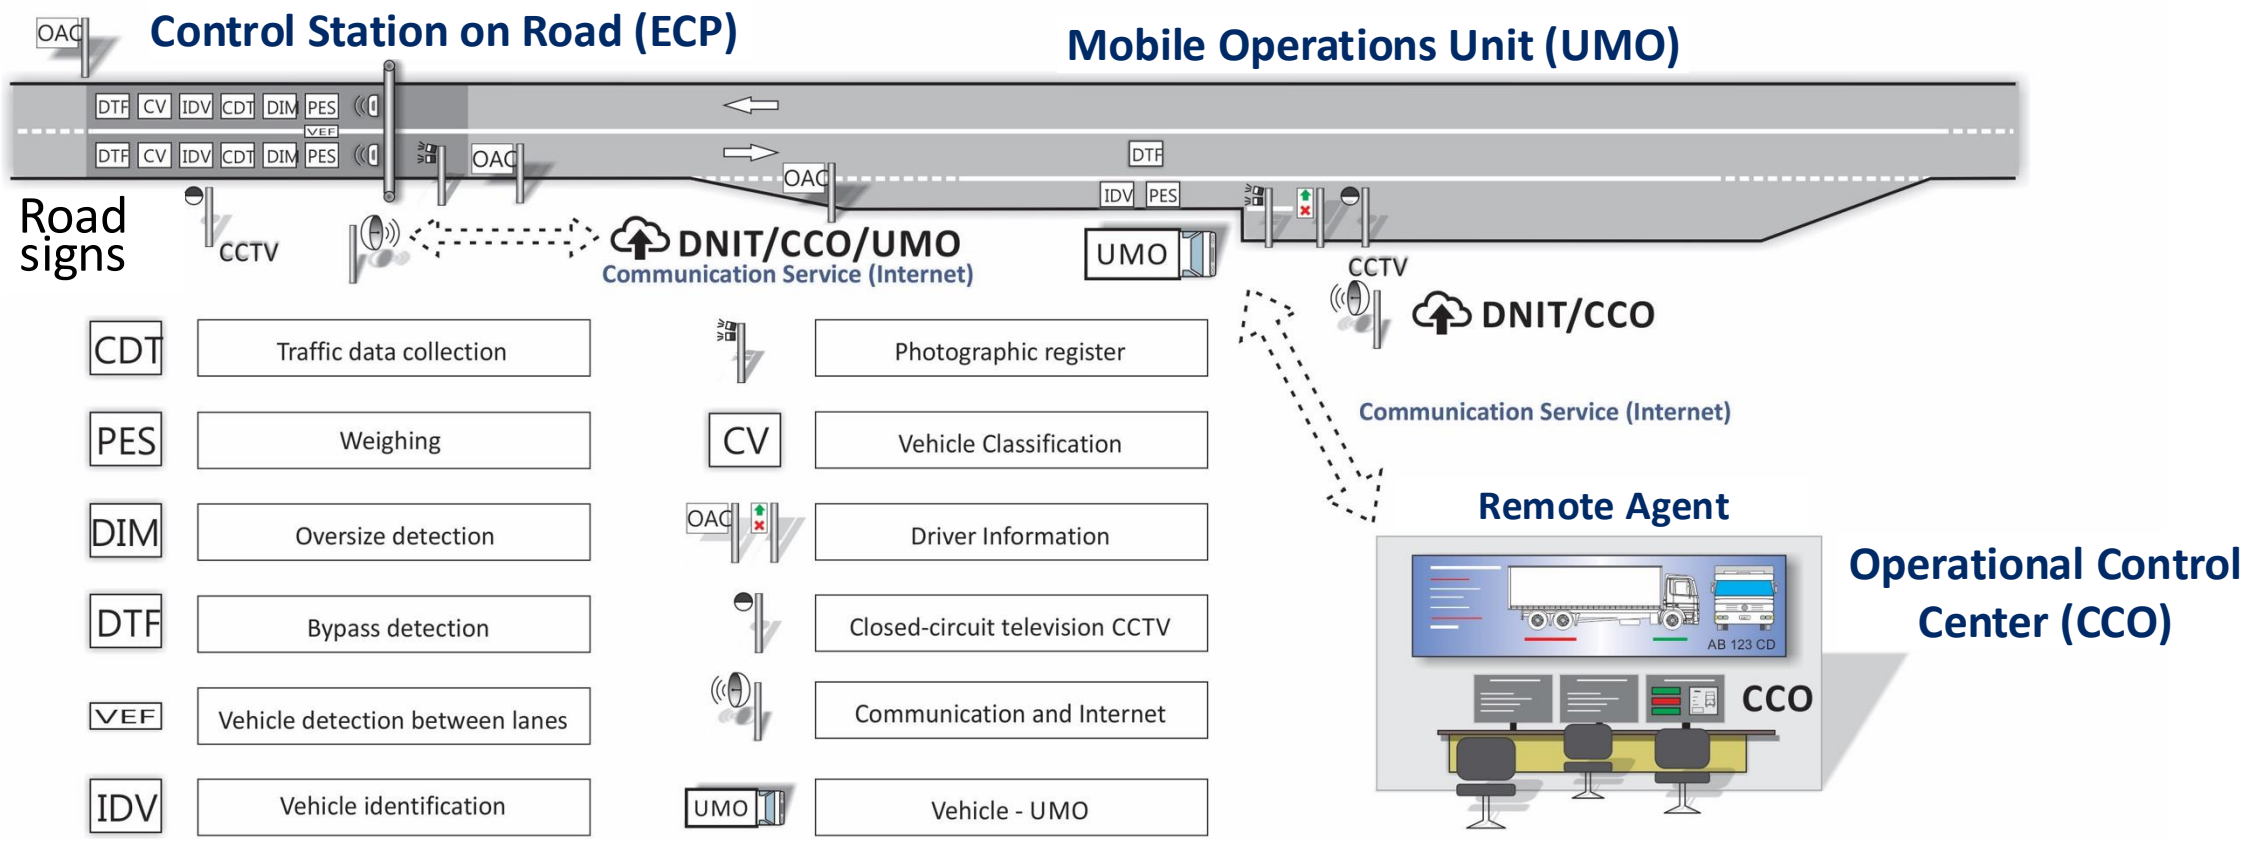 OAC
Control Station on Road (ECP)
Mobile Operations Unit (UMO)
DTF CV IDV CDT DIM PES
VEF
DTF CV IDV CDT DIM PES
OAC
OAC
DTF
IDV PES
Road
signs
CCTV
DNIT/CCO/UMO
Communication Service (Internet)
UMO
CCTV
DNIT/CCO
Communication Service (Internet)
CDT Traffic data collection
Photographic register
PES Weighing
CV Vehicle Classification
DIM Oversize detection
OAC Driver Information
DTF Bypass detection
Closed-circuit television CCTV
VEF Vehicle detection between lanes
Communication and Internet
IDV Vehicle identification
UMO Vehicle - UMO
Remote Agent
AB 123 CD
CCO
Operational Control
Center (CCO)